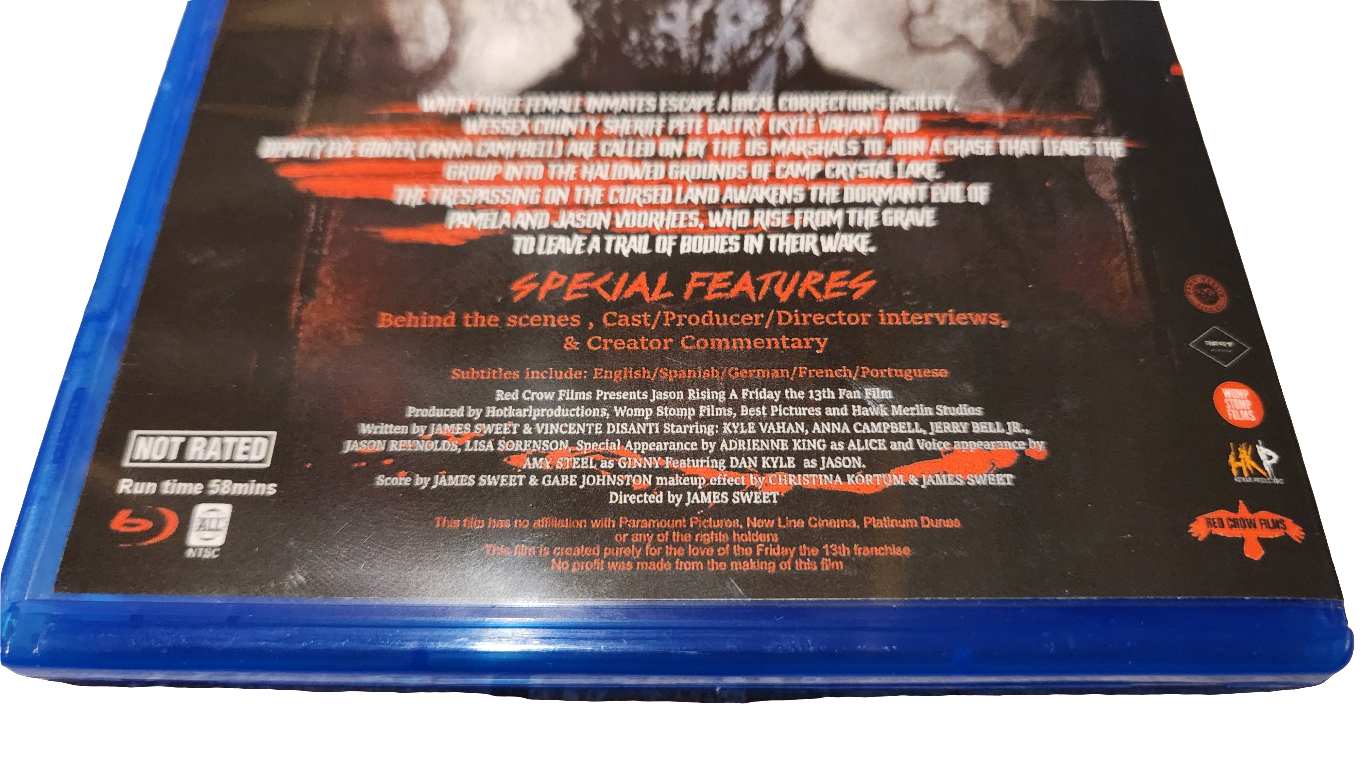 WHEN THREE FEMALE INMATES ESCAPE A LOCAL CORRECTIONS FACILITY,
WESSEX COUNTY SHERIFF PETE DALTRY (KYLE VAHAN) AND
DEPUTY EVE GLOVER (ANNA CAMPBELL) ARE CALLED ON BY THE US MARSHALS TO JOIN A CHASE THAT LEADS THE
GROUP INTO THE HALLOWED GROUNDS OF CAMP CRYSTAL LAKE.
THE TRESPASSING ON THE CURSED LAND AWAKENS THE DORMANT EVIL OF
PAMELA AND JASON VOORHEES, WHO RISE FROM THE GRAVE
TO LEAVE A TRAIL OF BODIES IN THEIR WAKE.
SPECIAL FEATURES
Behind the scenes , Cast/Producer/Director interviews,
& Creator Commentary
Subtitles include: English/Spanish/German/French/Portuguese
Red Crow Films Presents Jason Rising A Friday the 13th Fan Film
Produced by Hotkarlproductions, Womp Stomp Films, Best Pictures and Hawk Merlin Studios
Written by JAMES SWEET & VINCENTE DISANTI Starring: KYLE VAHAN, ANNA CAMPBELL, JERRY BELL JR.,
JASON REYNOLDS, LISA SORENSON, Special Appearance by ADRIENNE KING as ALICE and Voice appearance by
AMY STEEL as GINNY Featuring DAN KYLE as JASON.
Score by JAMES SWEET & GABE JOHNSTON makeup effect by CHRISTINA KORTUM & JAMES SWEET
Directed by JAMES SWEET
This film has no affiliation with Paramount Pictures, New Line Cinema, Platinum Dunes
or any of the rights holders
This film is created purely for the love of the Friday the 13th franchise
No profit was made from the making of this film
NOT RATED
Run time 58mins
ALL
NTSC
WOMP
STOMP
FILMS
HKP
RED CROW FILMS